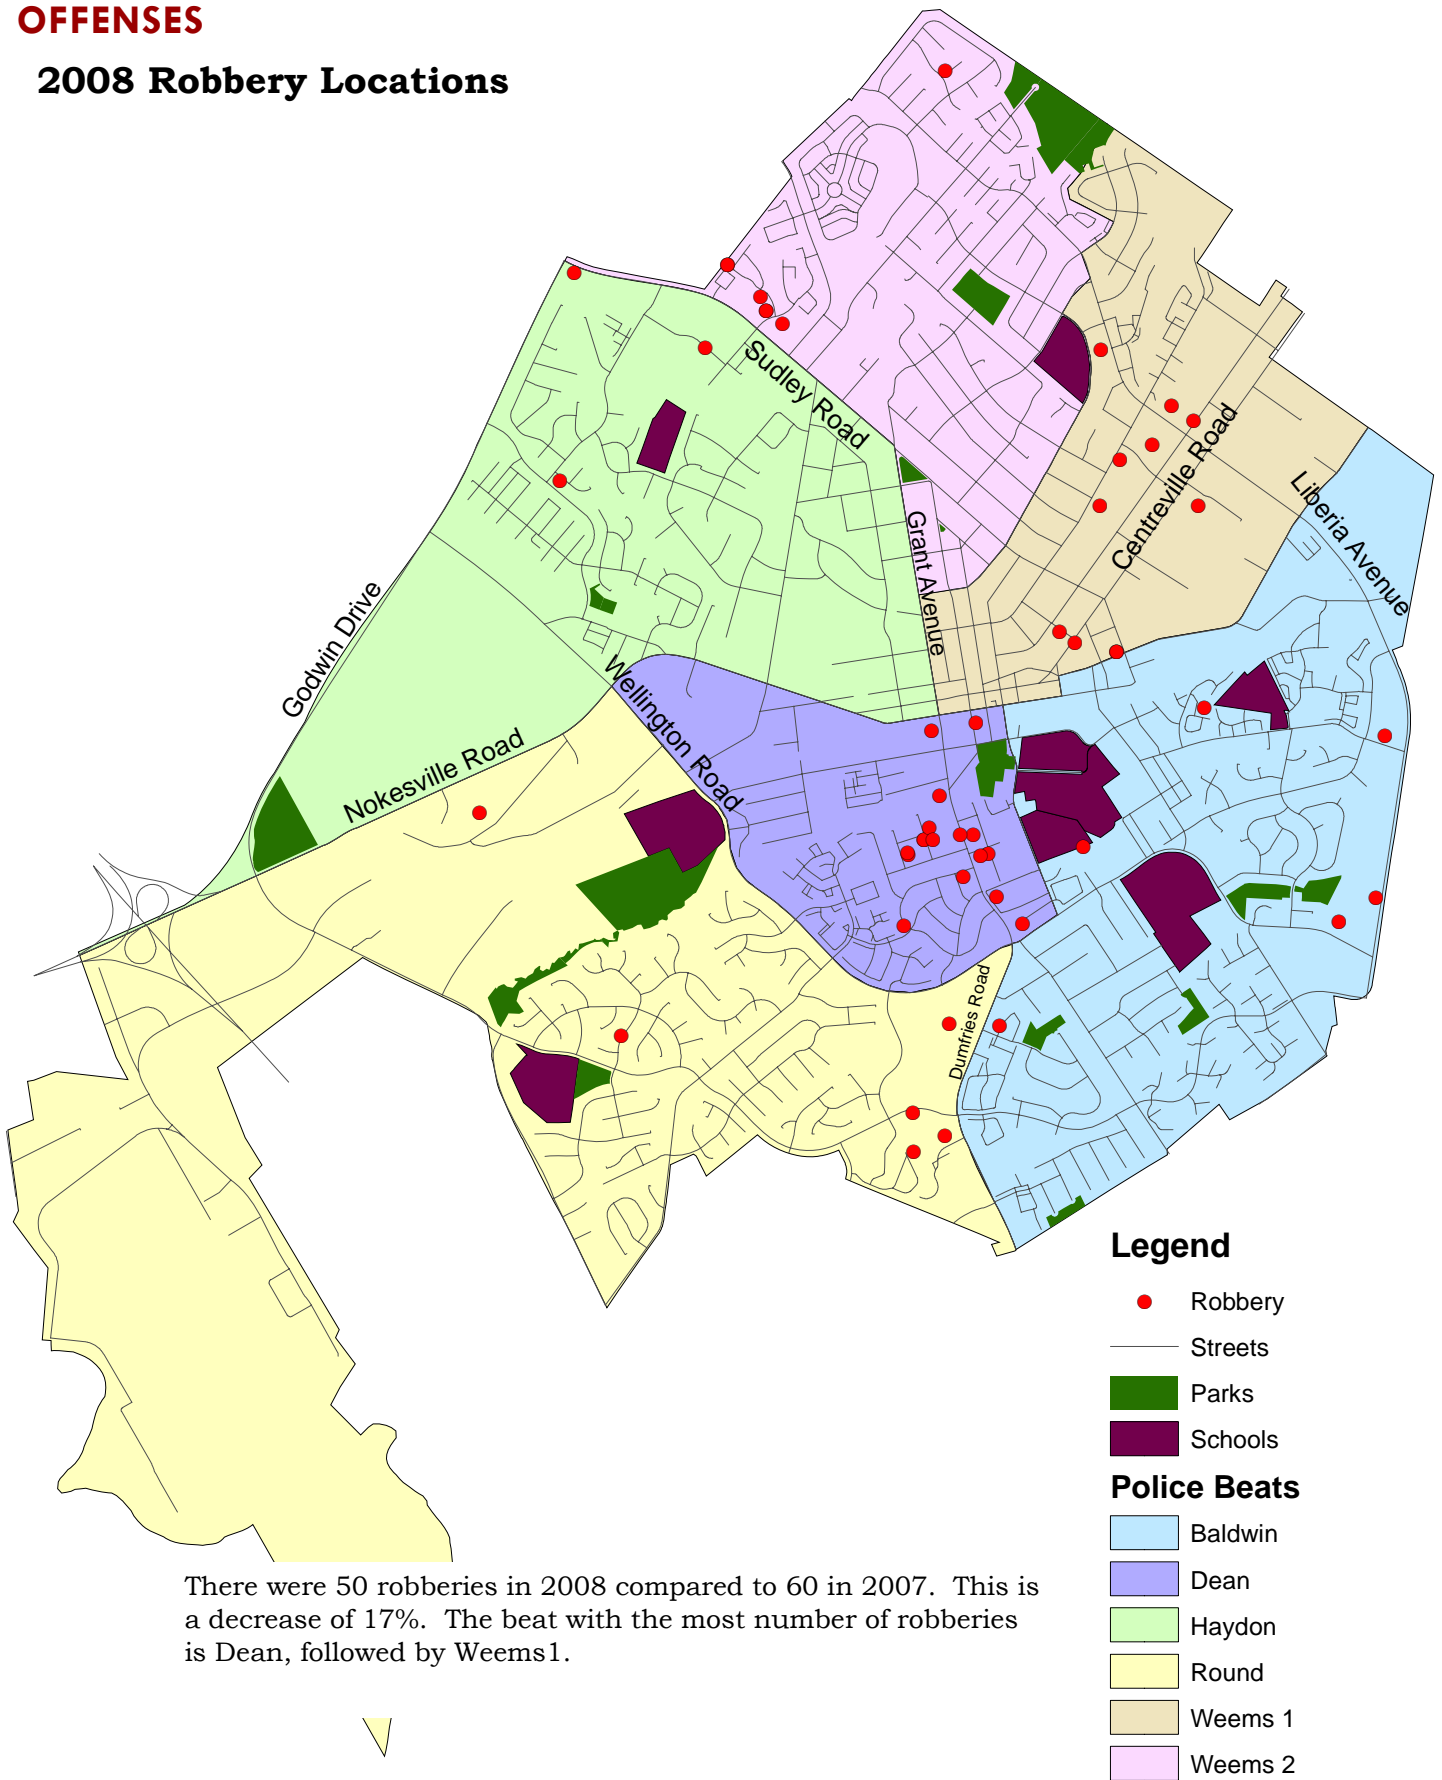 OFFENSES
2008 Robbery Locations
Sudley Road
Centreville Road
Liberia Avenue
Grant Avenue
Godwin Drive
Wellington Road
Nokesville Road
Dumfries Road
Legend
Robbery
Streets
Parks
Schools
Police Beats
Baldwin
Dean
Haydon
Round
Weems 1
Weems 2
There were 50 robberies in 2008 compared to 60 in 2007.  This is
a decrease of 17%.  The beat with the most number of robberies
is Dean, followed by Weems1.